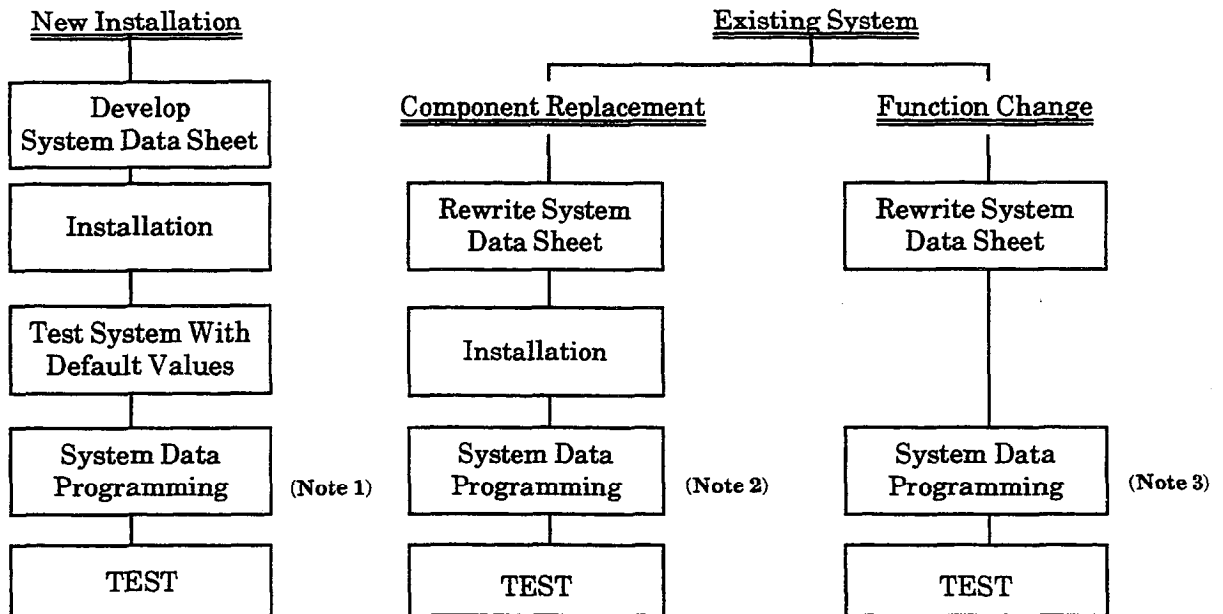 New Installation
Develop
System Data Sheet
Installation
Test System With
Default Values
System Data
Programming
(Note 1)
TEST
Existing System
Component Replacement
Rewrite System
Data Sheet
Installation
System Data
Programming
(Note 2)
TEST
Function Change
Rewrite System
Data Sheet
System Data
Programming
(Note 3)
TEST